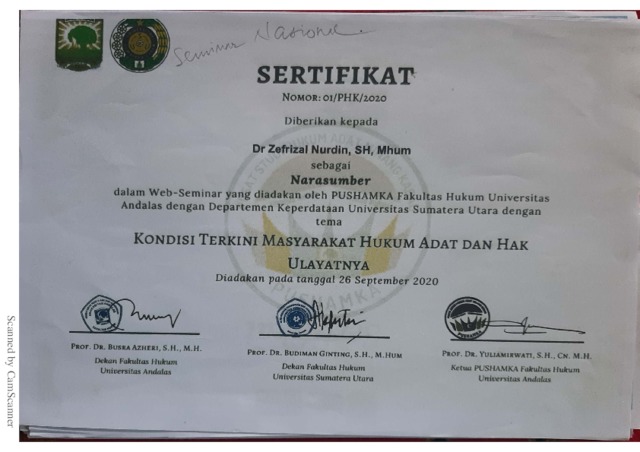 Seminar Nasional
SERTIFIKAT
NOMOR: 01/PHK/2020
Diberikan kepada
Dr Zefrizal Nurdin, SH, Mhum
sebagai
Narasumber
dalam Web-Seminar yang diadakan oleh PUSHAMKA Fakultas Hukum Universitas
Andalas dengan Departemen Keperdataan Universitas Sumatera Utara dengan
tema
KONDISI TERKINI MASYARAKAT HUKUM ADAT DAN HAK
ULAYATNYA
Diadakan pada tanggal 26 September 2020
PROF. DR. BUSRA AZHERI, S.H., M.H.
Dekan Fakultas Hukum
Universitas Andalas
PROF. DR. BUDIMAN GINTING, S.H., M.HUM
Dekan Fakultas Hukum
Universitas Sumatera Utara
PROF. DR. YULIAMIRWATI, S.H., CN. M.H.
Ketua PUSHAMKA Fakultas Hukum
Universitas Andalas
Scanned by CamScanner